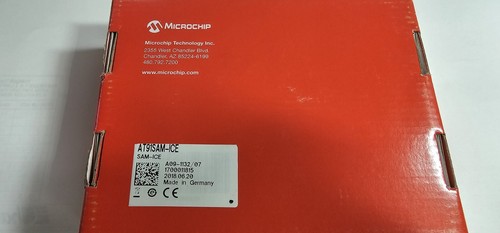 MICROCHIP
Microchip Technology Inc.
2355 West Chandler Blvd.
Chandler, AZ 85224-6199
480.792.7200
www.microchip.com
AT91SAM-ICE
SAM-ICE
A09-1132/07
1700011815
2018.06.20
Made in Germany
CE